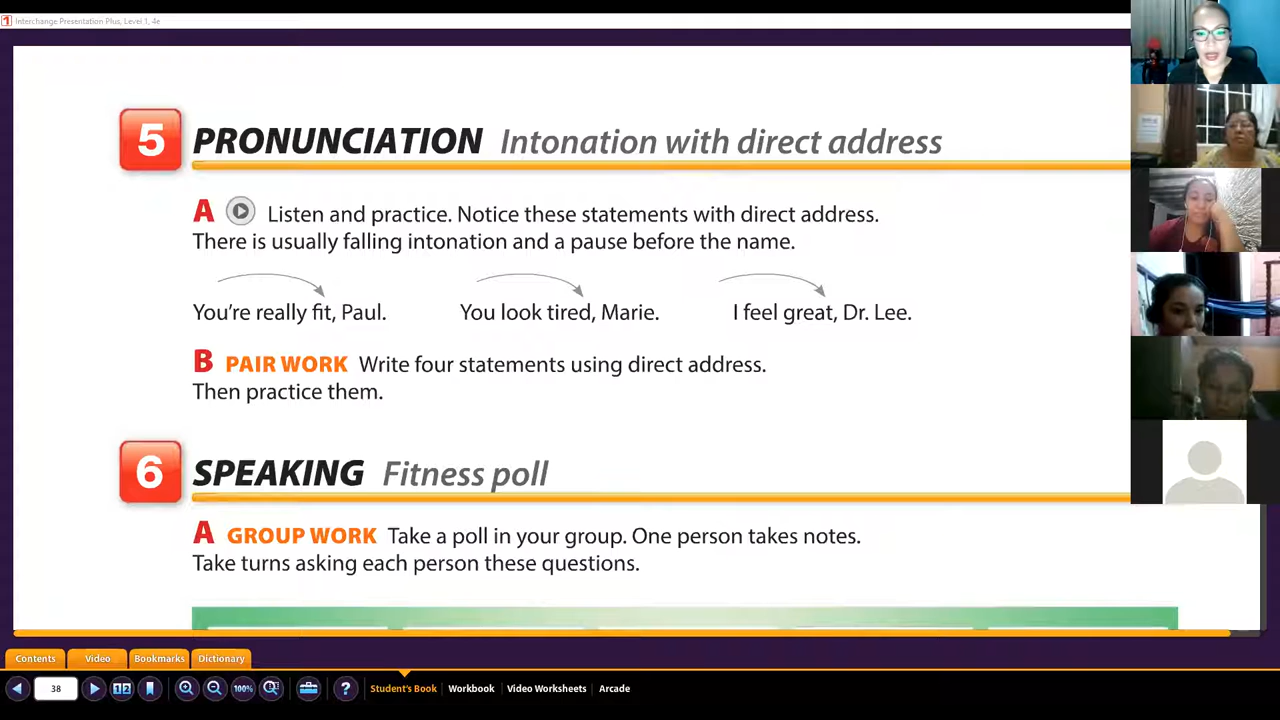 Interchange Presentation Plus, Level 1, 4e
5 PRONUNCIATION Intonation with direct address
A Listen and practice. Notice these statements with direct address.
There is usually falling intonation and a pause before the name.
You're really fit, Paul. You look tired, Marie. I feel great, Dr. Lee.
B PAIR WORK Write four statements using direct address.
Then practice them.
6 SPEAKING Fitness poll
A GROUP WORK Take a poll in your group. One person takes notes.
Take turns asking each person these questions.
Contents Video Bookmarks Dictionary
38 1 2 100% ? Student's Book Workbook Video Worksheets Arcade